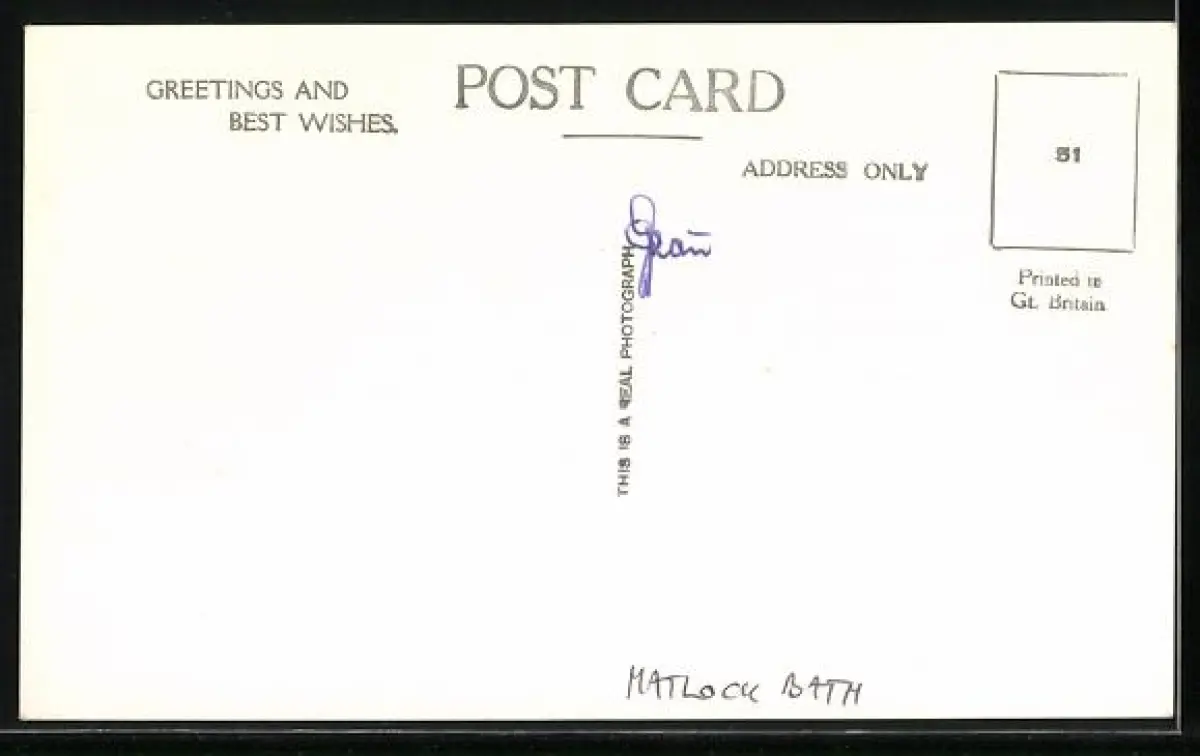 GREETINGS AND
BEST WISHES.
POST CARD
ADDRESS ONLY
51
Printed in
Gt. Britain
Jean
THIS IS A REAL PHOTOGRAPH
MATLOCK BATH